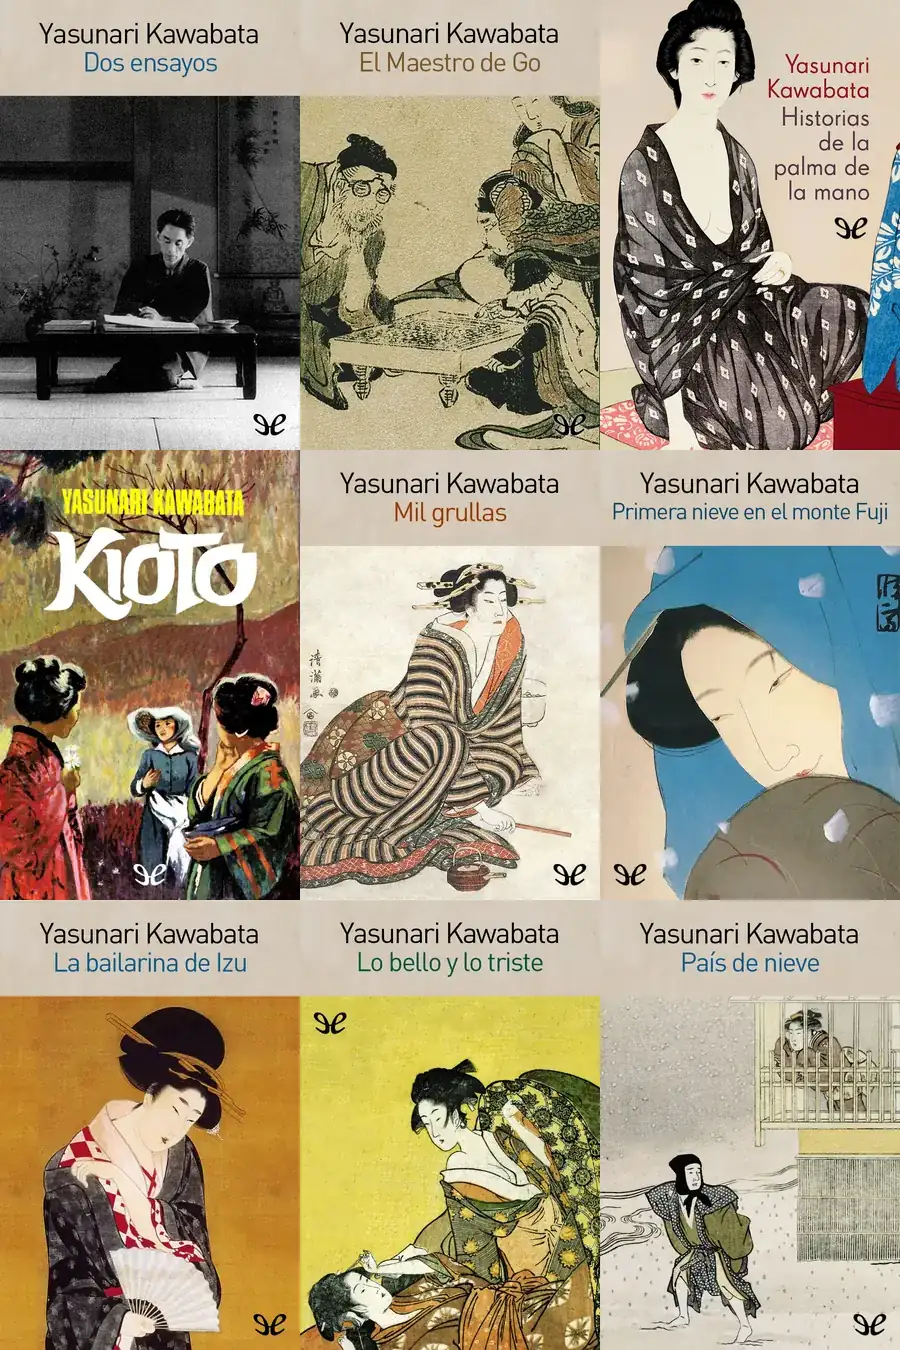 Yasunari Kawabata
Dos ensayos
Yasunari Kawabata
El Maestro de Go
Yasunari
Kawabata
Historias
de la
palma de
la mano
YASUNARI KAWABATA
KIOTO
Yasunari Kawabata
Mil grullas
Yasunari Kawabata
Primera nieve en el monte Fuji
Yasunari Kawabata
La bailarina de Izu
Yasunari Kawabata
Lo bello y lo triste
Yasunari Kawabata
País de nieve